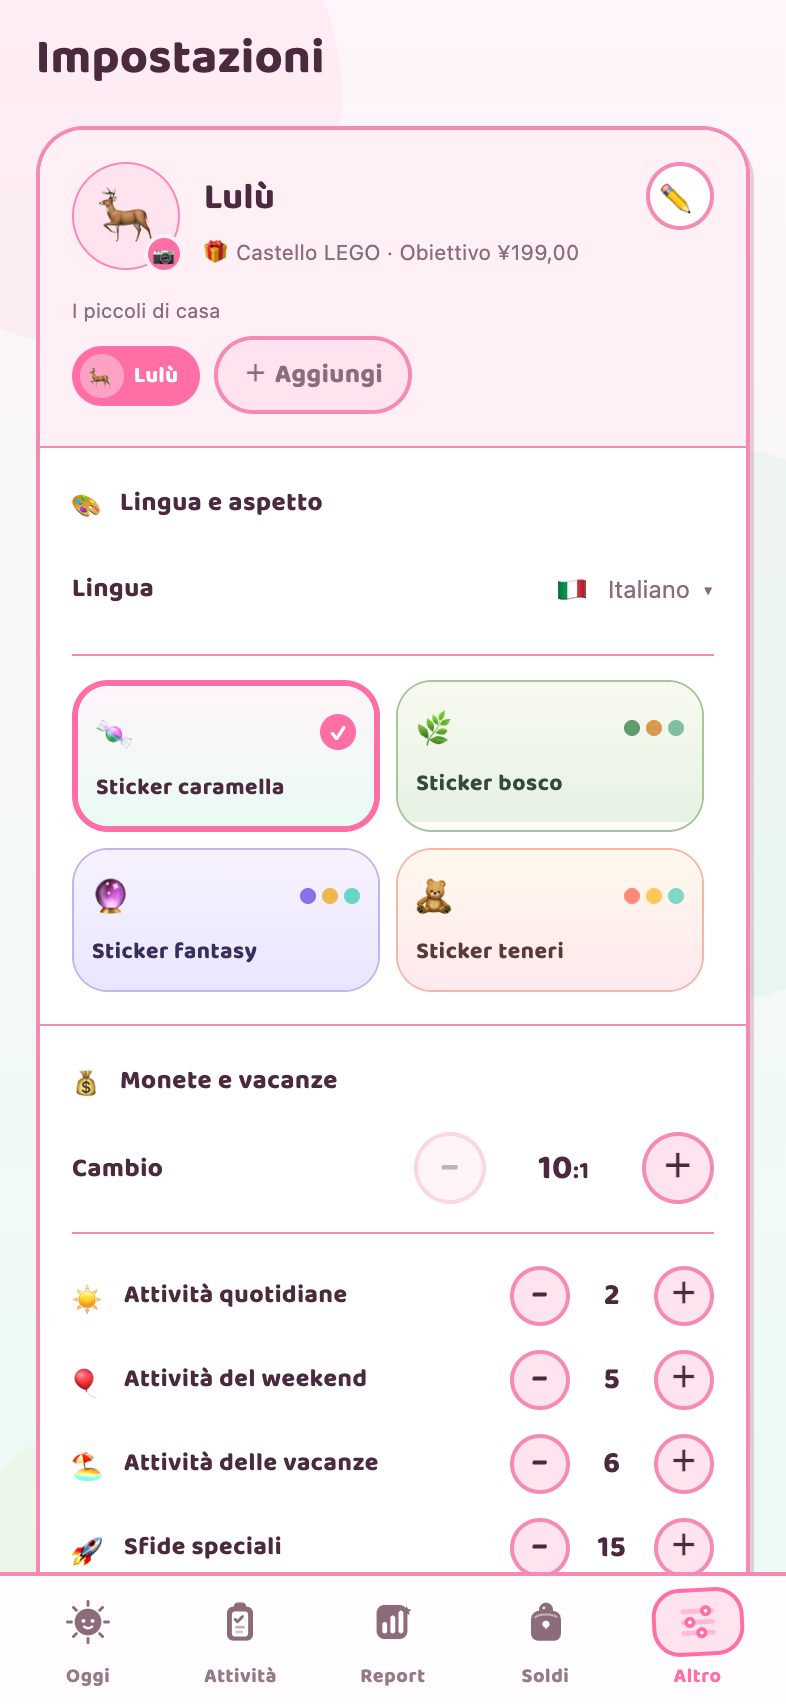 Impostazioni
Lulù
Castello LEGO · Obiettivo ¥199,00
I piccoli di casa
Lulù
+ Aggiungi
Lingua e aspetto
Lingua
Italiano
Sticker caramella
Sticker bosco
Sticker fantasy
Sticker teneri
Monete e vacanze
Cambio
- 10:1 +
Attività quotidiane
- 2 +
Attività del weekend
- 5 +
Attività delle vacanze
- 6 +
Sfide speciali
- 15 +
Oggi
Attività
Report
Soldi
Altro